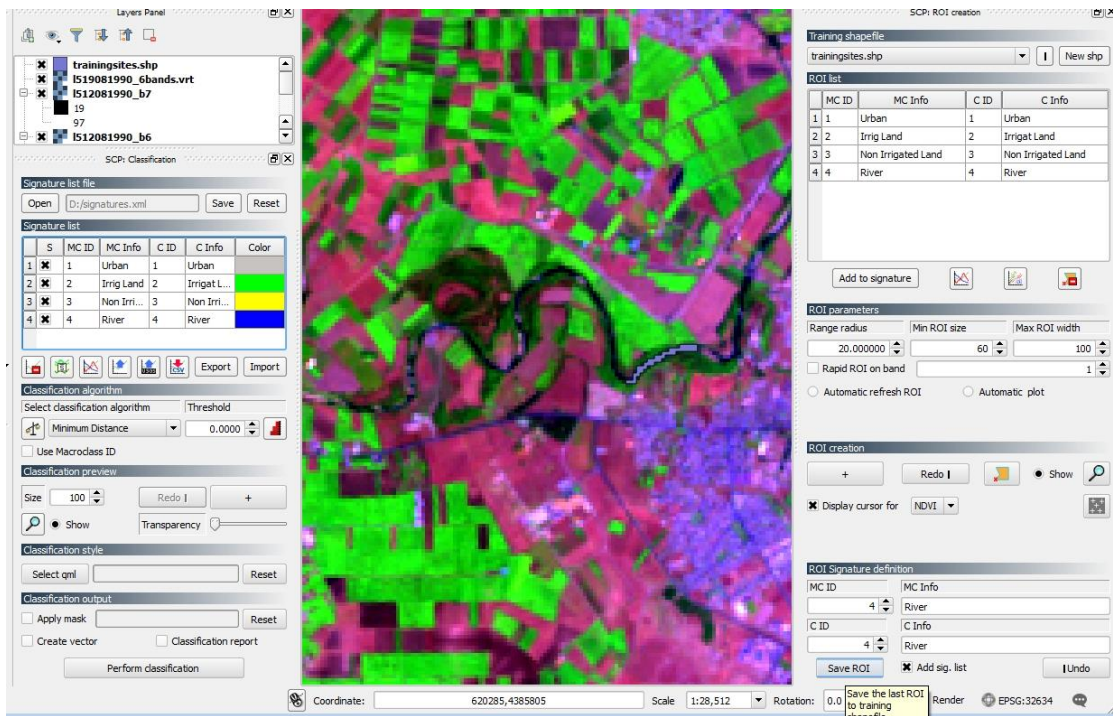 Layers Panel
trainingsites.shp
l519081990_6bands.vrt
l512081990_b7
19
97
l512081990_b6
SCP: Classification
Signature list file
Open D:/signatures.xml Save Reset
Signature list
S MC ID MC Info C ID C Info Color
1 1 Urban 1 Urban
2 2 Irrig Land 2 Irrigat L...
3 3 Non Irri... 3 Non Irri...
4 4 River 4 River
Export Import
Classification algorithm
Select classification algorithm Threshold
Minimum Distance 0.0000
Use Macroclass ID
Classification preview
Size 100 Redo +
Show Transparency
Classification style
Select qml Reset
Classification output
Apply mask Reset
Create vector Classification report
Perform classification
SCP: ROI creation
Training shapefile
trainingsites.shp New shp
ROI list
MC ID MC Info C ID C Info
1 1 Urban 1 Urban
2 2 Irrig Land 2 Irrigat Land
3 3 Non Irrigated Land 3 Non Irrigated Land
4 4 River 4 River
Add to signature
ROI parameters
Range radius Min ROI size Max ROI width
20.000000 60 100
Rapid ROI on band 1
Automatic refresh ROI Automatic plot
ROI creation
+ Redo Show
Display cursor for NDVI
ROI Signature definition
MC ID MC Info
4 River
C ID C Info
4 River
Save ROI Add sig. list Undo
Save the last ROI
to training
shapefile
Coordinate: 620285,4385805 Scale 1:28,512 Rotation: 0.0 Render EPSG:32634